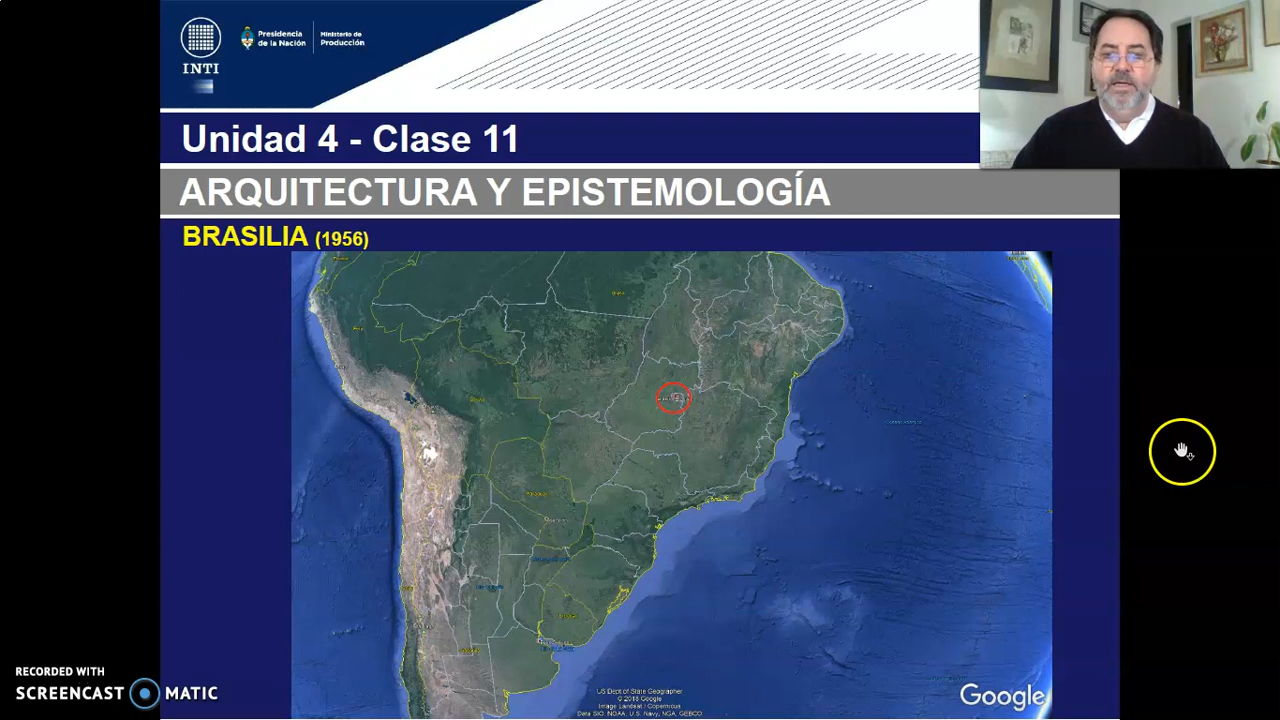 INTI
Presidencia
de la Nación
Ministerio de
Producción
Unidad 4 - Clase 11
ARQUITECTURA Y EPISTEMOLOGÍA
BRASILIA (1956)
US Dept of State Geographer
© 2018 Google
Image Landsat / Copernicus
Data SIO, NOAA, U.S. Navy, NGA, GEBCO
Google
RECORDED WITH
SCREENCAST MATIC